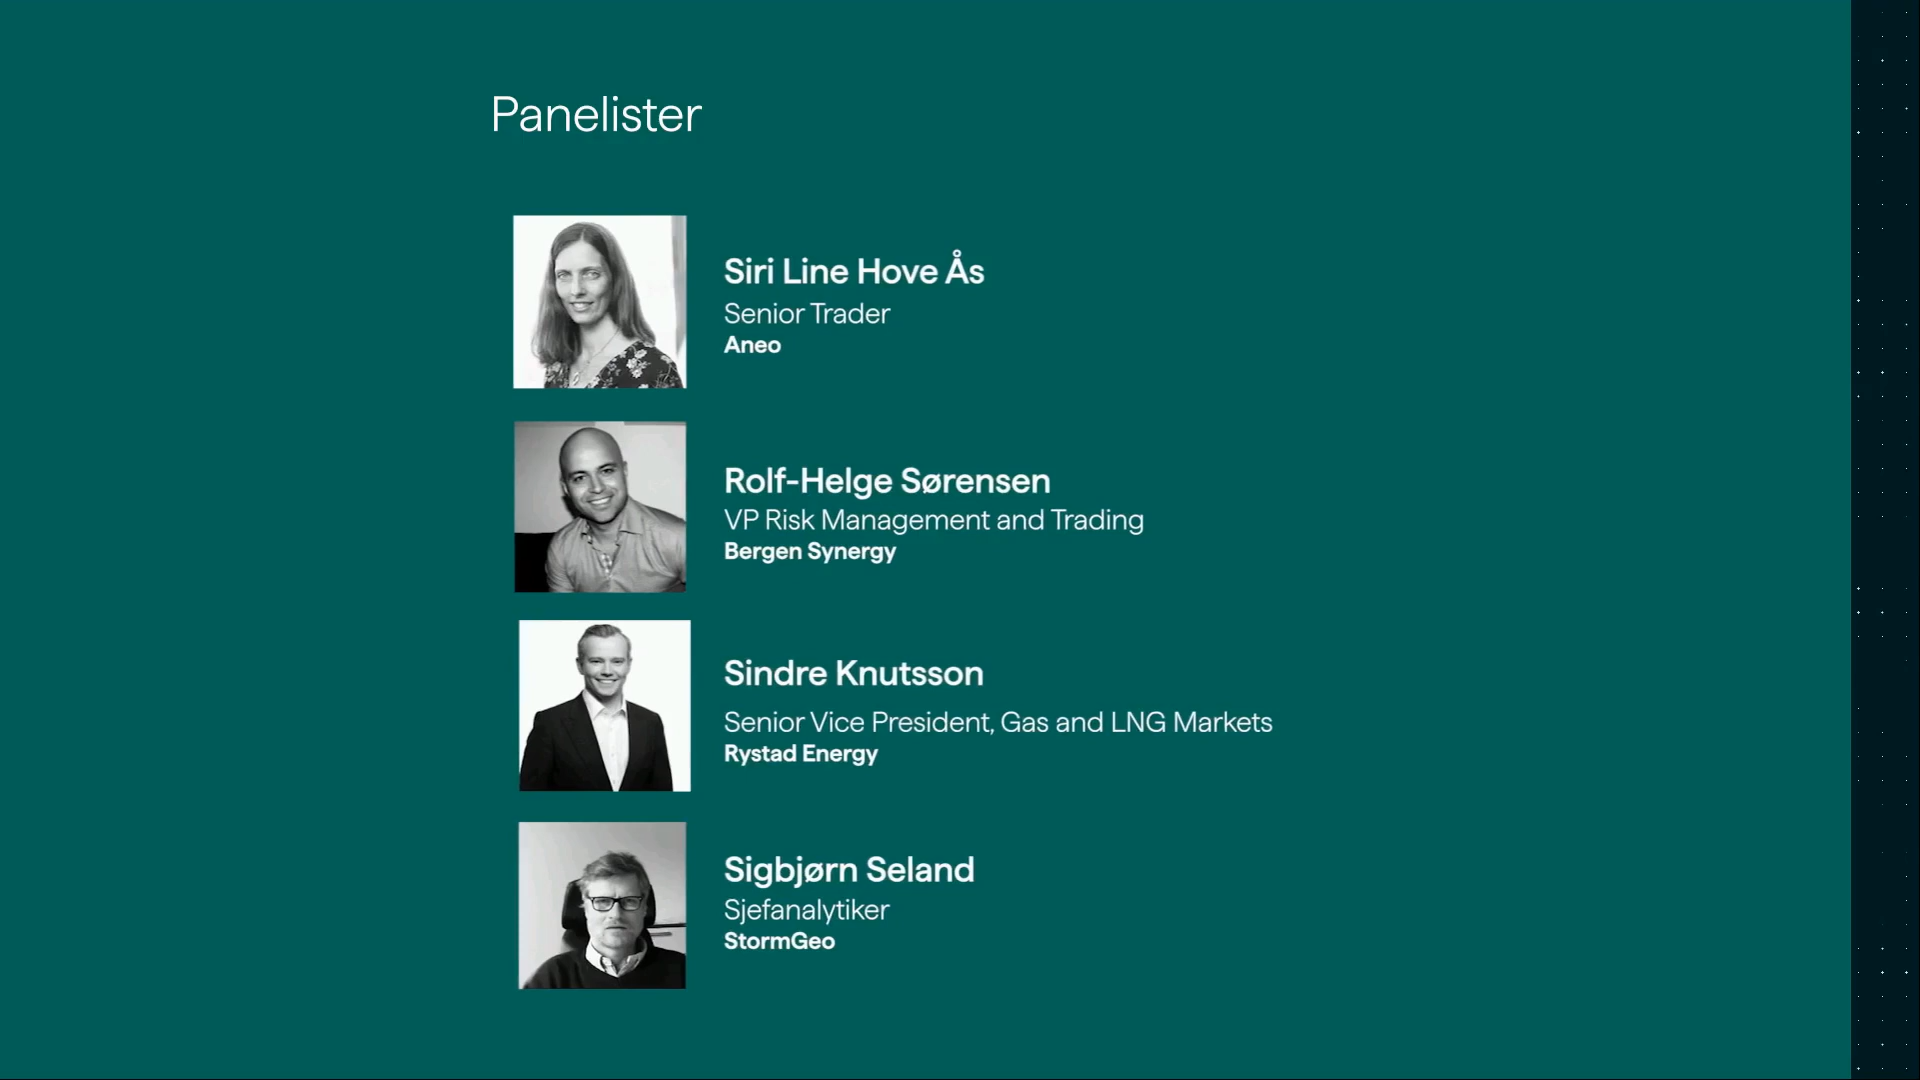 Panelister
Siri Line Hove Ås
Senior Trader
Aneo
Rolf-Helge Sørensen
VP Risk Management and Trading
Bergen Synergy
Sindre Knutsson
Senior Vice President, Gas and LNG Markets
Rystad Energy
Sigbjørn Seland
Sjefanalytiker
StormGeo